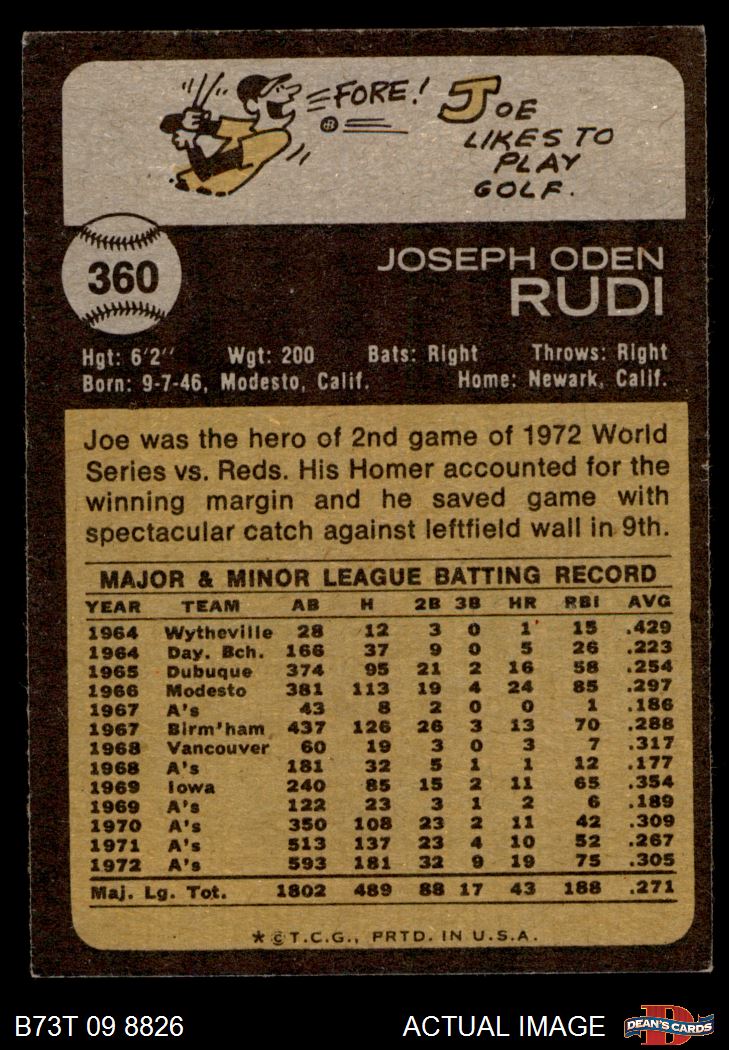 FORE!
JOE
LIKES TO
PLAY
GOLF.
360
JOSEPH ODEN
RUDI
Hgt: 6'2'' Wgt: 200 Bats: Right Throws: Right
Born: 9-7-46, Modesto, Calif. Home: Newark, Calif.
Joe was the hero of 2nd game of 1972 World
Series vs. Reds. His Homer accounted for the
winning margin and he saved game with
spectacular catch against leftfield wall in 9th.
MAJOR & MINOR LEAGUE BATTING RECORD
YEAR TEAM AB H 2B 3B HR RBI AVG
1964 Wytheville 28 12 3 0 1 15 .429
1964 Day. Bch. 166 37 9 0 5 26 .223
1965 Dubuque 374 95 21 2 16 58 .254
1966 Modesto 381 113 19 4 24 85 .297
1967 A's 43 8 2 0 0 1 .186
1967 Birm'ham 437 126 26 3 13 70 .288
1968 Vancouver 60 19 3 0 3 7 .317
1968 A's 181 32 5 1 1 12 .177
1969 Iowa 240 85 15 2 11 65 .354
1969 A's 122 23 3 1 2 6 .189
1970 A's 350 108 23 2 11 42 .309
1971 A's 513 137 23 4 10 52 .267
1972 A's 593 181 32 9 19 75 .305
Maj. Lg. Tot. 1802 489 88 17 43 188 .271
*©T.C.G., PRTD. IN U.S.A.
B73T 09 8826 ACTUAL IMAGE D DEAN'S CARDS